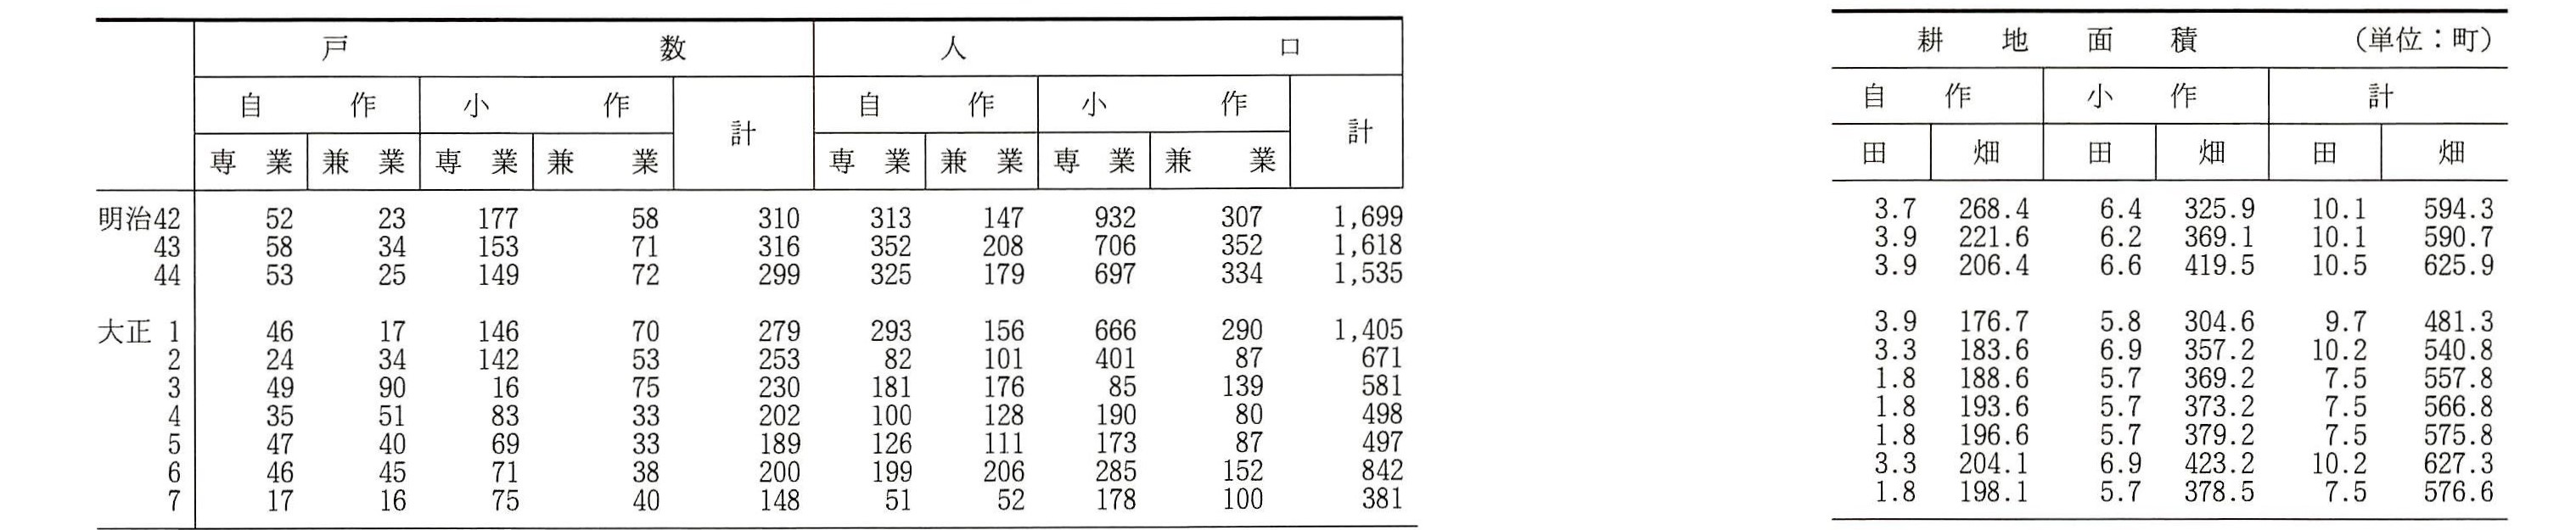 戸数 人口
自作 小作 計 自作 小作 計
専業 兼業 専業 兼業 専業 兼業 専業 兼業
明治42 52 23 177 58 310 313 147 932 307 1,699
43 58 34 153 71 316 352 208 706 352 1,618
44 53 25 149 72 299 325 179 697 334 1,535
大正 1 46 17 146 70 279 293 156 666 290 1,405
2 24 34 142 53 253 82 101 401 87 671
3 49 90 16 75 230 181 176 85 139 581
4 35 51 83 33 202 100 128 190 80 498
5 47 40 69 33 189 126 111 173 87 497
6 46 45 71 38 200 199 206 285 152 842
7 17 16 75 40 148 51 52 178 100 381
耕地面積 (単位:町)
自作 小作 計
田 畑 田 畑 田 畑
3.7 268.4 6.4 325.9 10.1 594.3
3.9 221.6 6.2 369.1 10.1 590.7
3.9 206.4 6.6 419.5 10.5 625.9
3.9 176.7 5.8 304.6 9.7 481.3
3.3 183.6 6.9 357.2 10.2 540.8
1.8 188.6 5.7 369.2 7.5 557.8
1.8 193.6 5.7 373.2 7.5 566.8
1.8 196.6 5.7 379.2 7.5 575.8
3.3 204.1 6.9 423.2 10.2 627.3
1.8 198.1 5.7 378.5 7.5 576.6